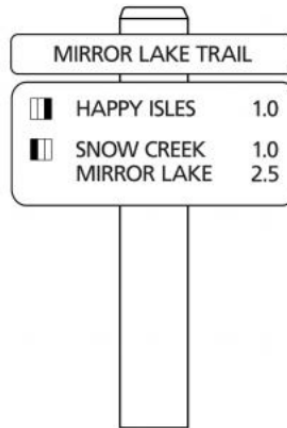 MIRROR LAKE TRAIL
HAPPY ISLES 1.0
SNOW CREEK 1.0
MIRROR LAKE 2.5